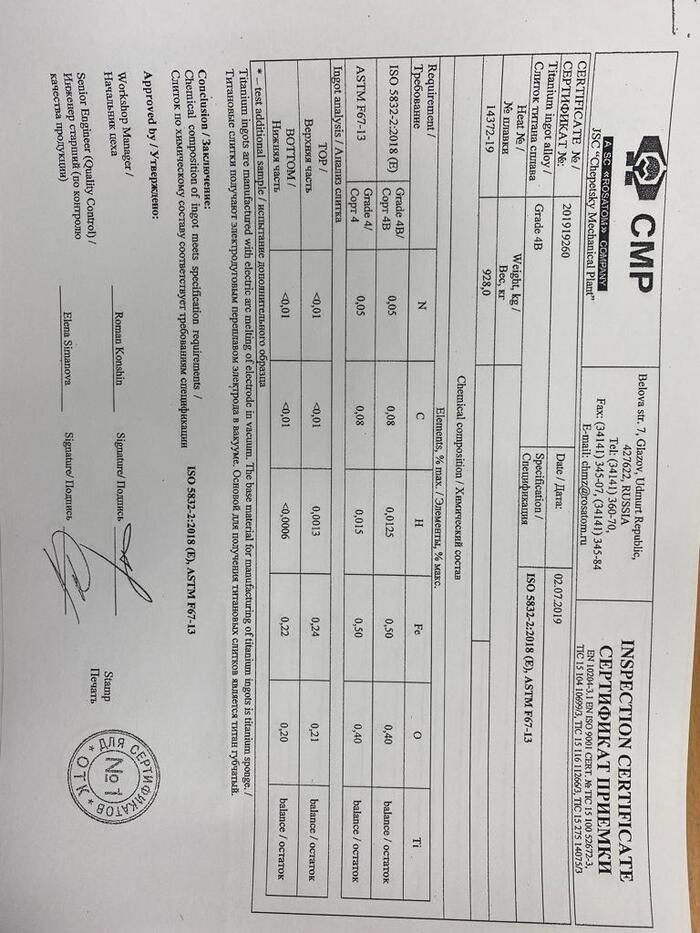 CMP
A SC «ROSATOM» COMPANY
JSC "Chepetsky Mechanical Plant"
Belova str. 7, Glazov, Udmurt Republic,
427622, RUSSIA
Tel: (34141) 360-70,
Fax: (34141) 345-07, (34141) 345-84
E-mail: chmz@rosatom.ru
INSPECTION CERTIFICATE
СЕРТИФИКАТ ПРИЕМКИ
EN 10204-3.1 EN ISO 9001 CERT. № TIC 15 100 52672-3,
TIC 15 104 10699/3, TIC 15 116 11266/3, TIC 15 275 14075/3
CERTIFICATE № /
СЕРТИФИКАТ №:
201919260
Date / Дата:
02.07.2019
Titanium ingot alloy /
Слиток титана сплава
Grade 4B
Specification /
Спецификация
ISO 5832-2:2018 (E), ASTM F67-13
Heat № /
№ плавки
Weight, kg /
Вес, кг
14372-19
928,0
Chemical composition / Химический состав
Requirement /
Требование
Elements, % max. / Элементы, % макс.
N C H Fe O Ti
ISO 5832-2:2018 (E) Grade 4B/ Сорт 4B 0,05 0,08 0,0125 0,50 0,40 balance / остаток
ASTM F67-13 Grade 4/ Сорт 4 0,05 0,08 0,015 0,50 0,40 balance / остаток
Ingot analysis / Анализ слитка
TOP /
Верхняя часть
<0,01 <0,01 0,0013 0,24 0,21 balance / остаток
BOTTOM /
Нижняя часть
<0,01 <0,01 <0,0006 0,22 0,20 balance / остаток
* – test additional sample / испытание дополнительного образца
Titanium ingots are manufactured with electric arc melting of electrode in vacuum. The base material for manufacturing of titanium ingots is titanium sponge. /
Титановые слитки получают электродуговым переплавом электрода в вакууме. Основой для получения титановых слитков является титан губчатый.
Conclusion / Заключение:
Chemical composition of ingot meets specification requirements /
Слиток по химическому составу соответствует требованиям спецификации
ISO 5832-2:2018 (E), ASTM F67-13
Approved by / Утверждено:
Workshop Manager /
Начальник цеха
Roman Konshin
Signature/ Подпись
Stamp
Печать
Senior Engineer (Quality Control) /
Инженер старший (по контролю
качества продукции)
Elena Simanova
Signature/ Подпись
ДЛЯ СЕРТИФИКАТОВ
№1
* ОТК *